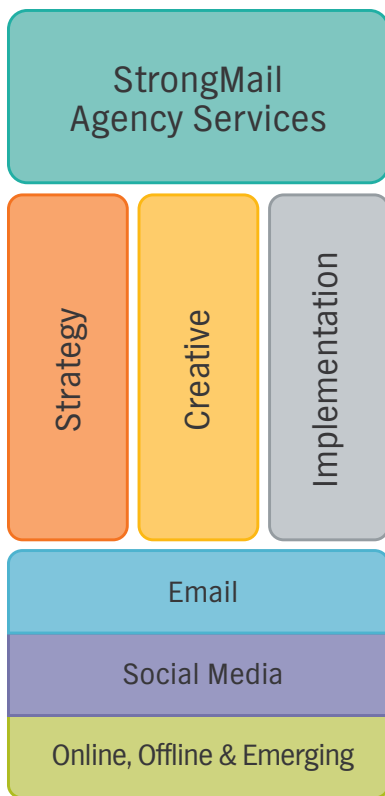 StrongMail
Agency Services
Strategy
Creative
Implementation
Email
Social Media
Online, Offline & Emerging